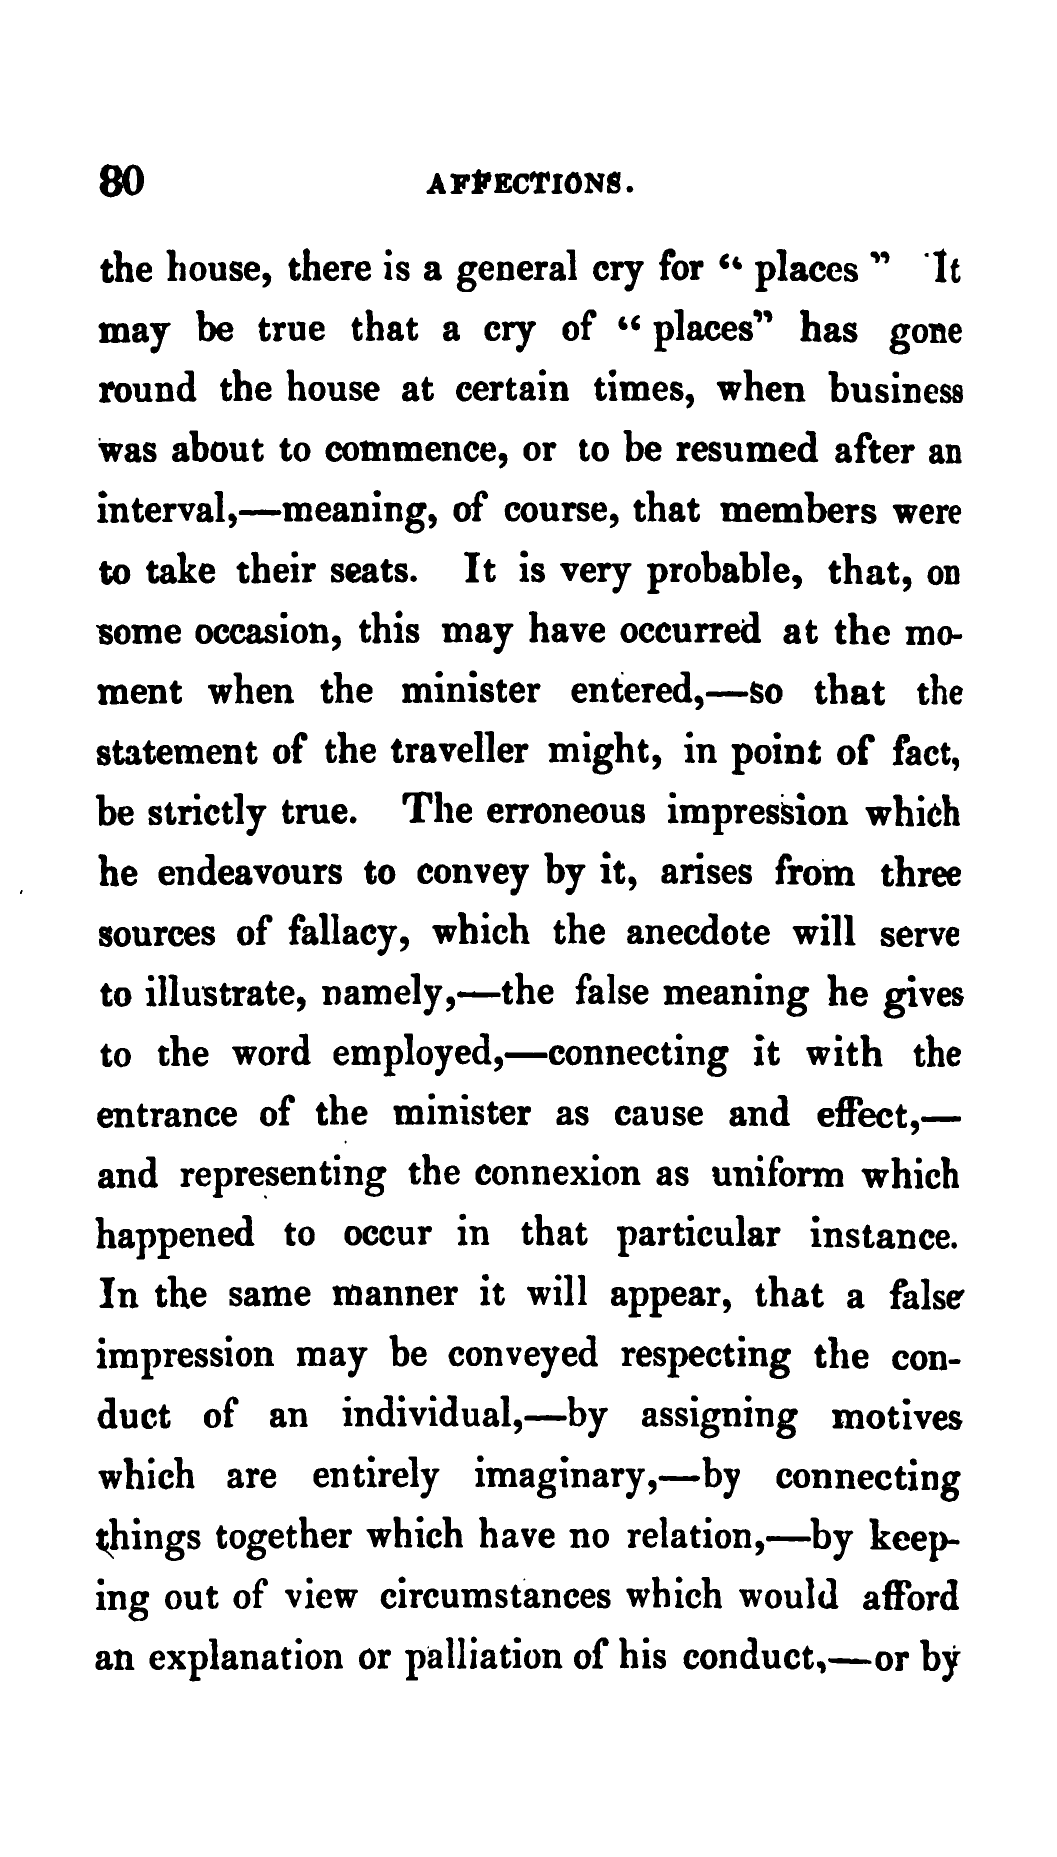 80 AFFECTIONS.
the house, there is a general cry for “ places ” It
may be true that a cry of “ places” has gone
round the house at certain times, when business
was about to commence, or to be resumed after an
interval,—meaning, of course, that members were
to take their seats. It is very probable, that, on
some occasion, this may have occurred at the mo-
ment when the minister entered,—so that the
statement of the traveller might, in point of fact,
be strictly true. The erroneous impression which
he endeavours to convey by it, arises from three
sources of fallacy, which the anecdote will serve
to illustrate, namely,—the false meaning he gives
to the word employed,—connecting it with the
entrance of the minister as cause and effect,—
and representing the connexion as uniform which
happened to occur in that particular instance.
In the same manner it will appear, that a false
impression may be conveyed respecting the con-
duct of an individual,—by assigning motives
which are entirely imaginary,—by connecting
things together which have no relation,—by keep-
ing out of view circumstances which would afford
an explanation or palliation of his conduct,—or by